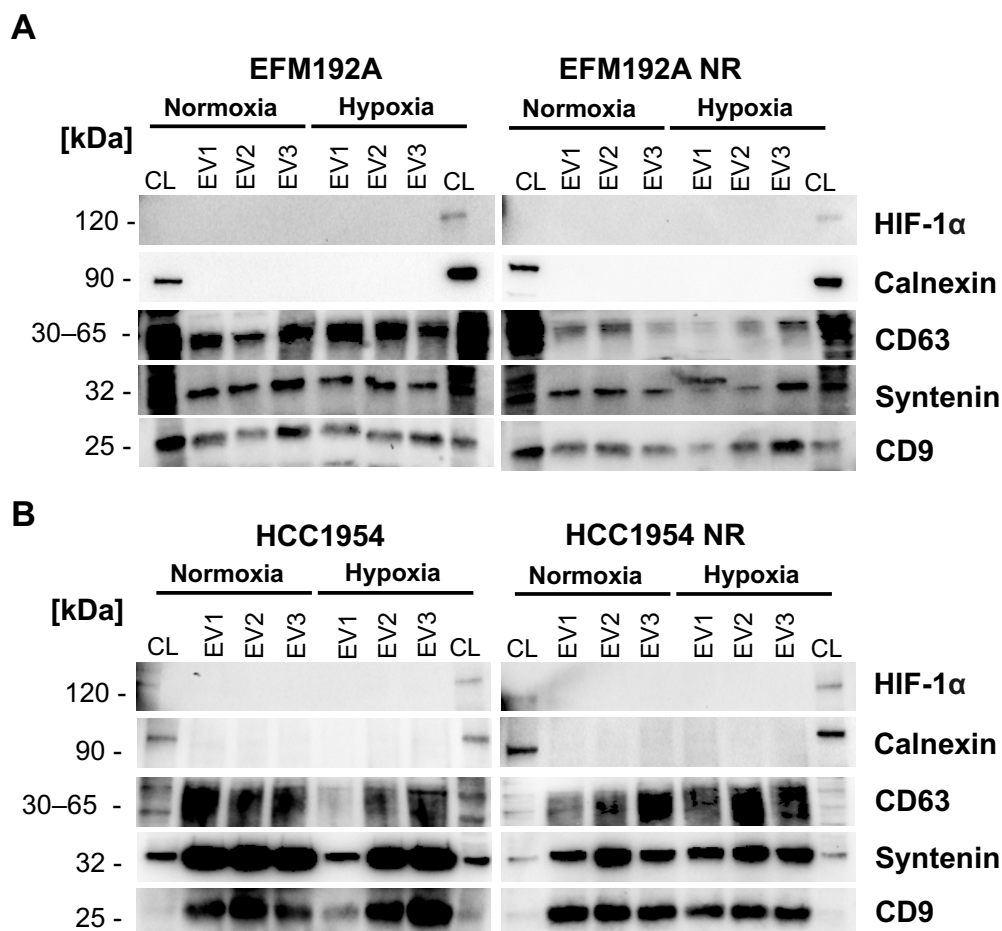 A
EFM192A EFM192A NR
Normoxia Hypoxia Normoxia Hypoxia
[kDa]
CL EV1 EV2 EV3 EV1 EV2 EV3 CL CL EV1 EV2 EV3 EV1 EV2 EV3 CL
120 - HIF-1α
90 - Calnexin
30–65 - CD63
32 - Syntenin
25 - CD9
B
HCC1954 HCC1954 NR
Normoxia Hypoxia Normoxia Hypoxia
[kDa]
CL EV1 EV2 EV3 EV1 EV2 EV3 CL CL EV1 EV2 EV3 EV1 EV2 EV3 CL
120 - HIF-1α
90 - Calnexin
30–65 - CD63
32 - Syntenin
25 - CD9